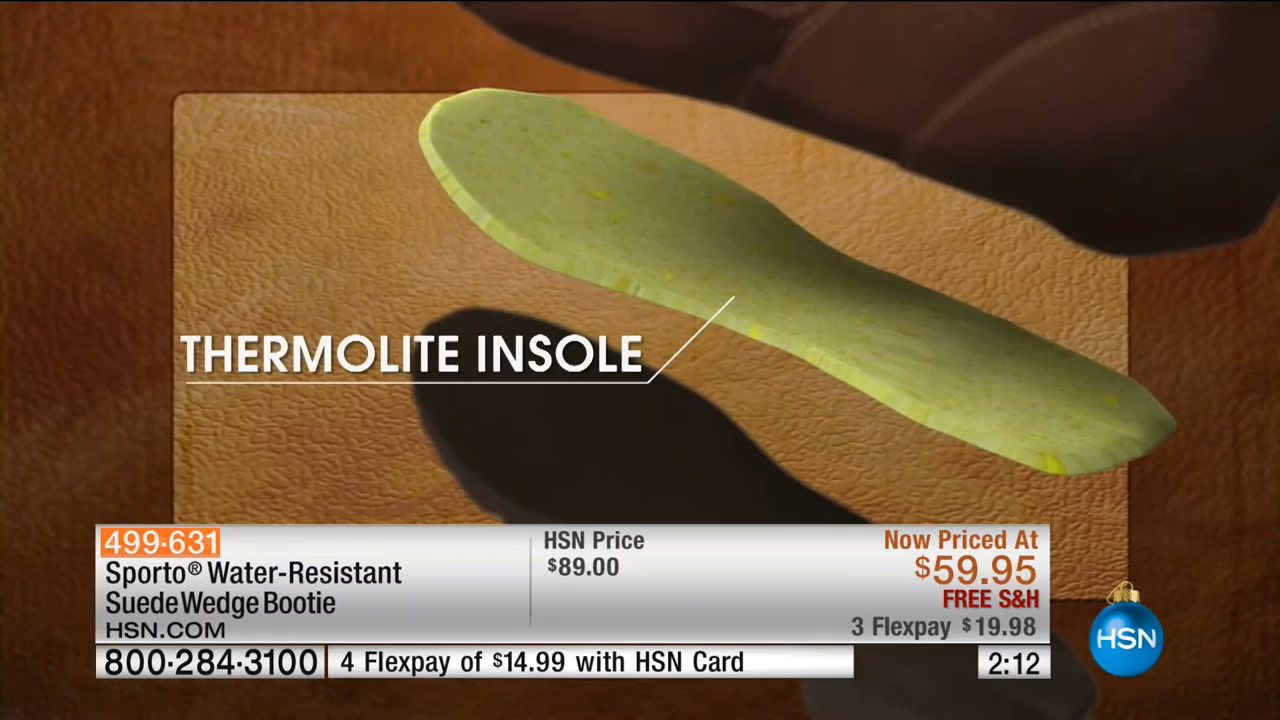 THERMOLITE INSOLE
499·631
Sporto® Water-Resistant
Suede Wedge Bootie
HSN.COM
HSN Price
$89.00
Now Priced At
$59.95
FREE S&H
3 Flexpay $19.98
800·284·3100
4 Flexpay of $14.99 with HSN Card
2:12
HSN